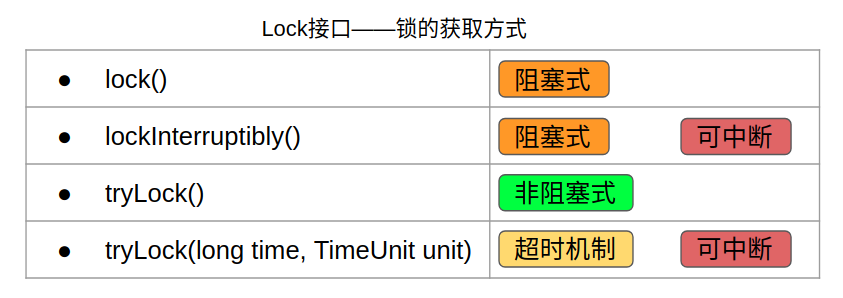 Lock接口——锁的获取方式
● lock() 阻塞式
● lockInterruptibly() 阻塞式 可中断
● tryLock() 非阻塞式
● tryLock(long time, TimeUnit unit) 超时机制 可中断